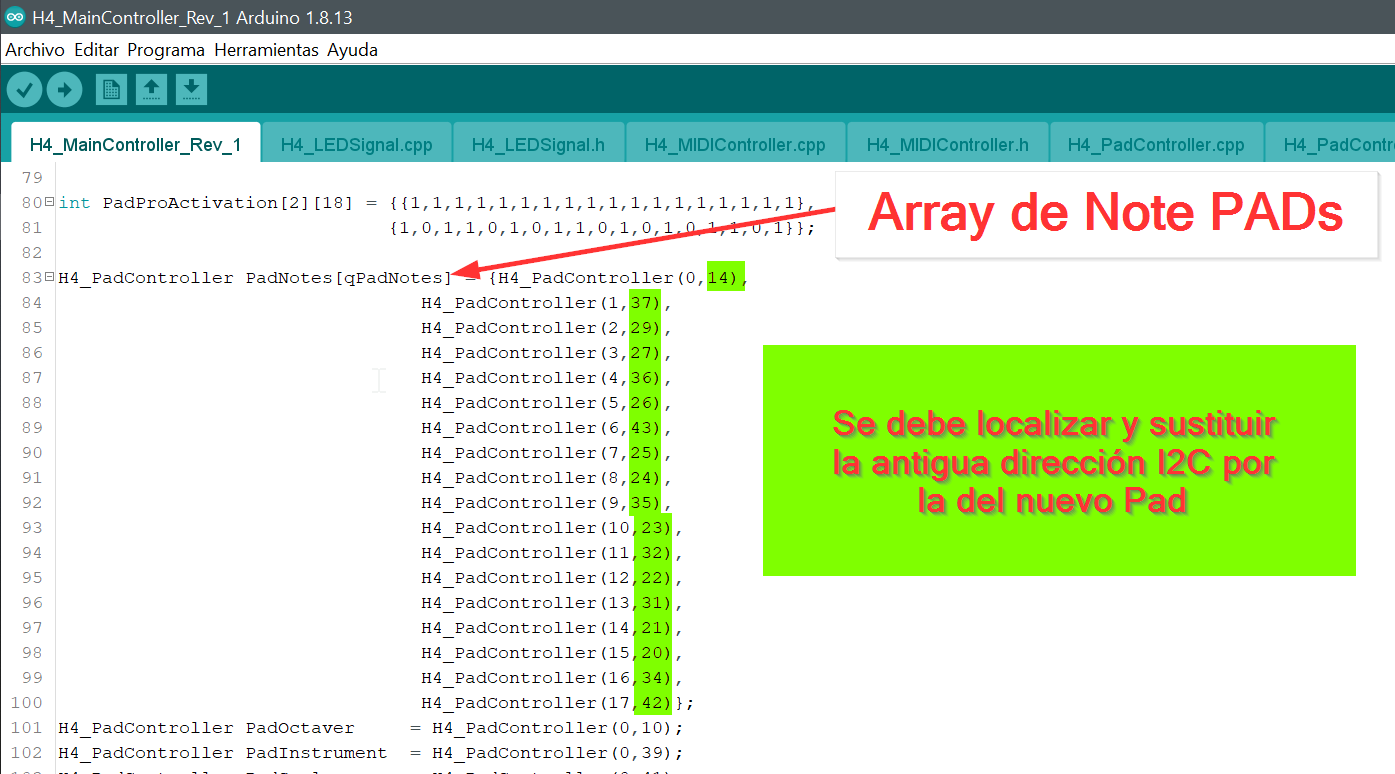 H4_MainController_Rev_1 Arduino 1.8.13
Archivo Editar Programa Herramientas Ayuda
H4_MainController_Rev_1 H4_LEDSignal.cpp H4_LEDSignal.h H4_MIDIController.cpp H4_MIDIController.h H4_PadController.cpp H4_PadContr
79
80 int PadProActivation[2][18] = {{1,1,1,1,1,1,1,1,1,1,1,1,1,1,1,1,1,1},
81 {1,0,1,1,0,1,0,1,1,0,1,0,1,0,1,1,0,1}};
82
Array de Note PADs
83 H4_PadController PadNotes[qPadNotes] = {H4_PadController(0,14),
84 H4_PadController(1,37),
85 H4_PadController(2,29),
86 H4_PadController(3,27),
87 H4_PadController(4,36),
88 H4_PadController(5,26),
89 H4_PadController(6,43),
90 H4_PadController(7,25),
91 H4_PadController(8,24),
92 H4_PadController(9,35),
93 H4_PadController(10,23),
94 H4_PadController(11,32),
95 H4_PadController(12,22),
96 H4_PadController(13,31),
97 H4_PadController(14,21),
98 H4_PadController(15,20),
99 H4_PadController(16,34),
100 H4_PadController(17,42)};
101 H4_PadController PadOctaver = H4_PadController(0,10);
102 H4_PadController PadInstrument = H4_PadController(0,39);
Se debe localizar y sustituir
la antigua dirección I2C por
la del nuevo Pad